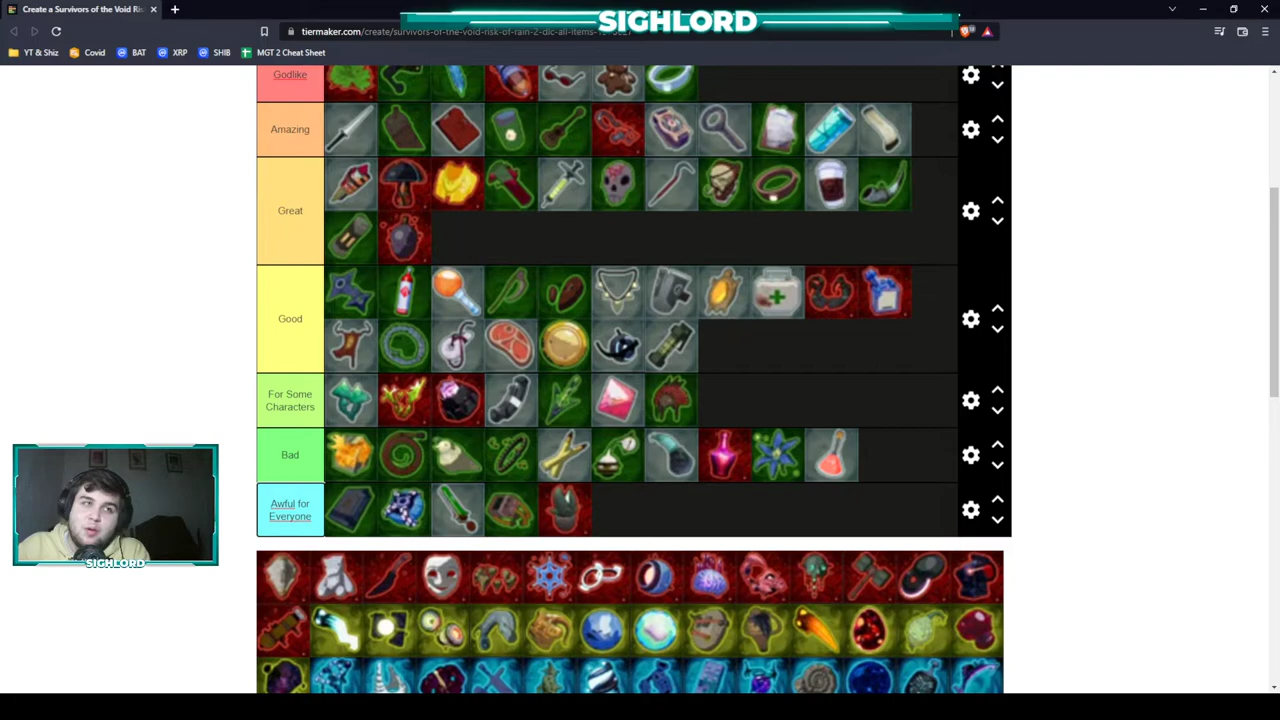 Create a Survivors of the Void Ris
SIGHLORD
tiermaker.com/create/survivors-of-the-void-risk-of-rain-2-dlc-all-items-
YT & Shiz
Covid
BAT
XRP
SHIB
MGT 2 Cheat Sheet
Godlike
Amazing
Great
Good
For Some
Characters
Bad
Awful for
Everyone
SIGHLORD